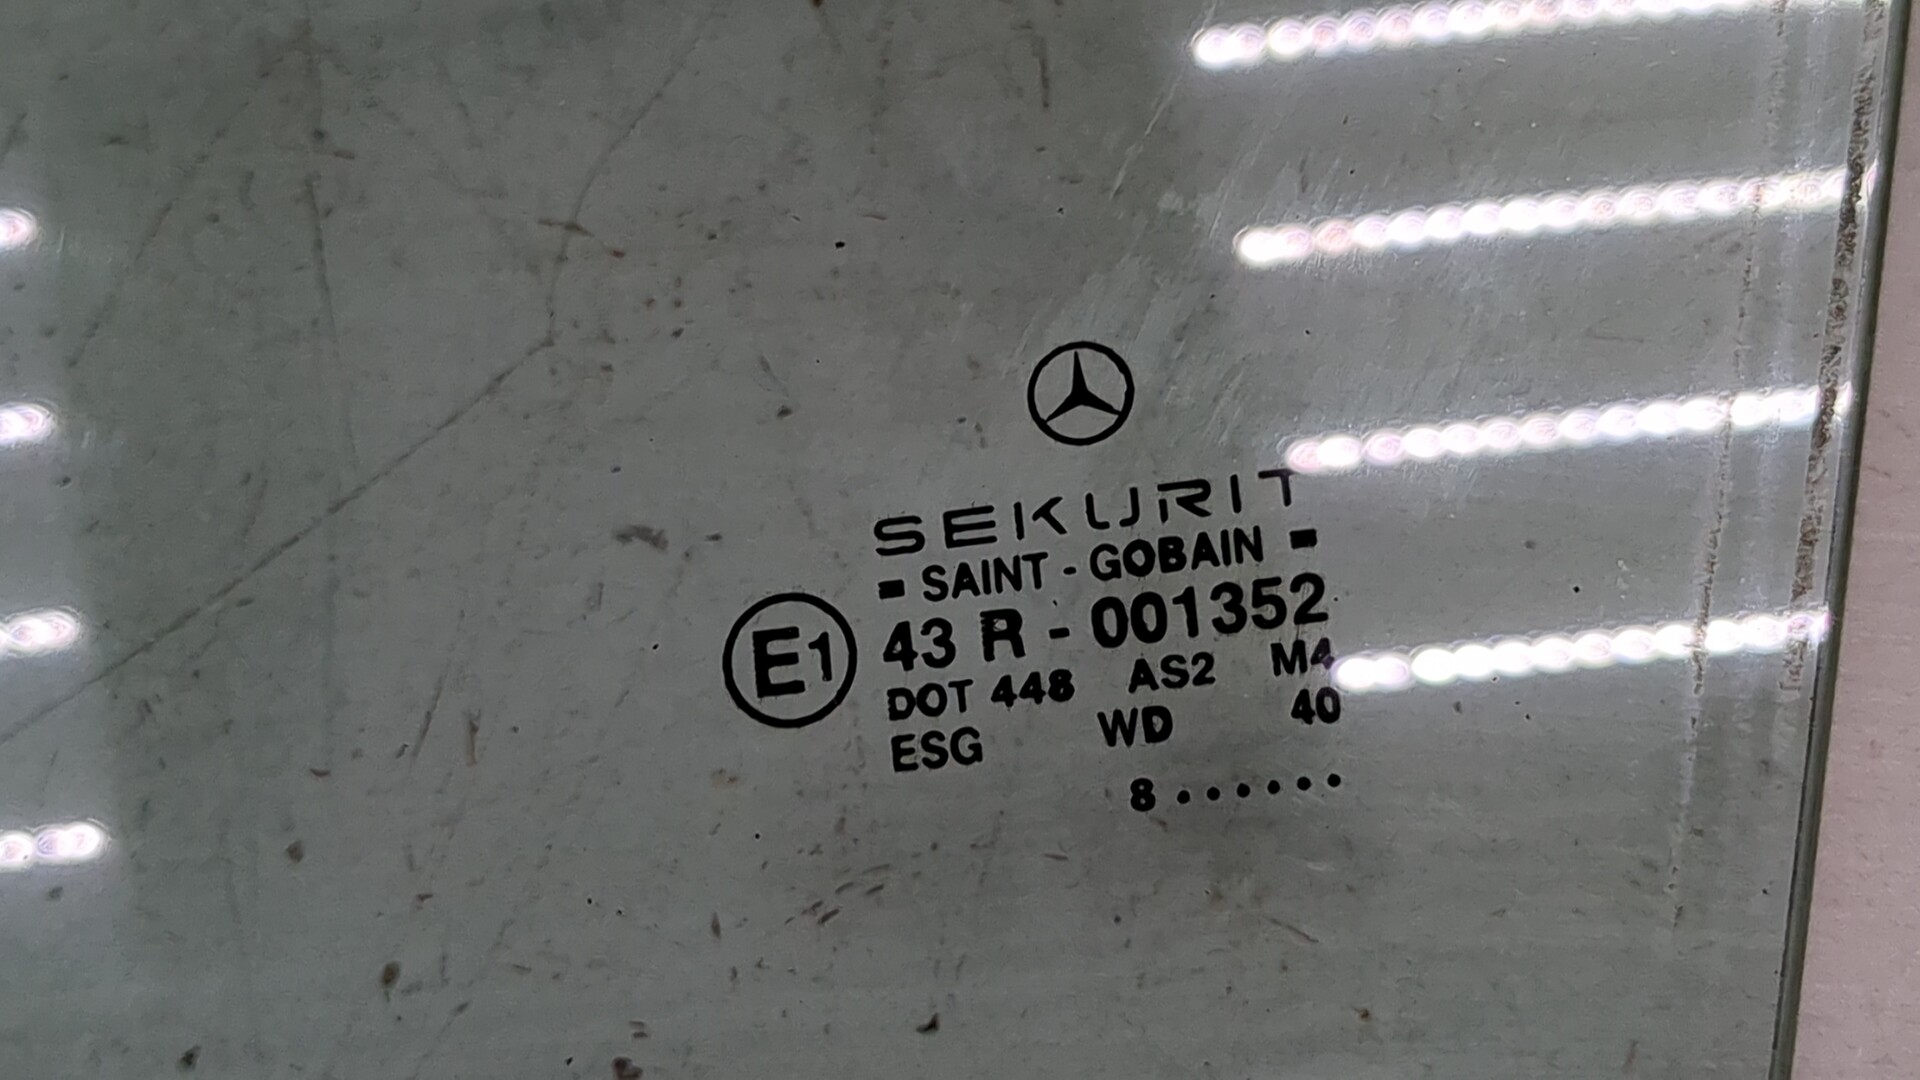 SEKURIT
SAINT - GOBAIN
E1
43 R - 001352
DOT 448 AS2 M4
ESG WD 40
8 . . . . . .